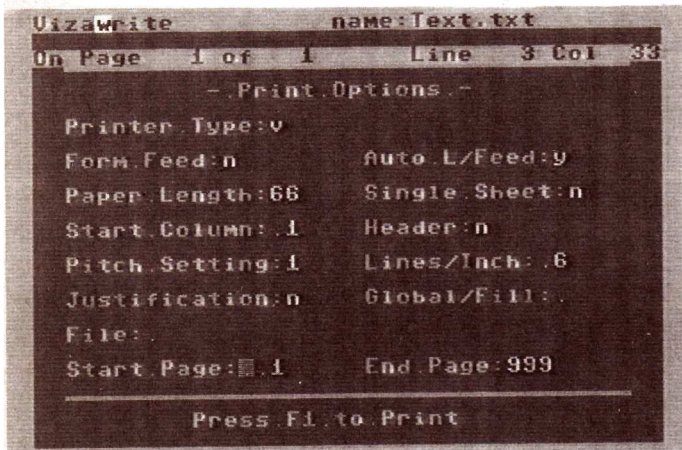 Vizawrite name:Text.txt
On Page 1 of 1 Line 3 Col 33
-.Print.Options.-
Printer.Type:v
Form.Feed:n Auto.L/Feed:y
Paper.Length:66 Single.Sheet:n
Start.Column:.1 Header:n
Pitch.Setting:1 Lines/Inch:.6
Justification:n Global/Fill:.
File:.
Start.Page: .1 End.Page:999
Press.F1.to.Print